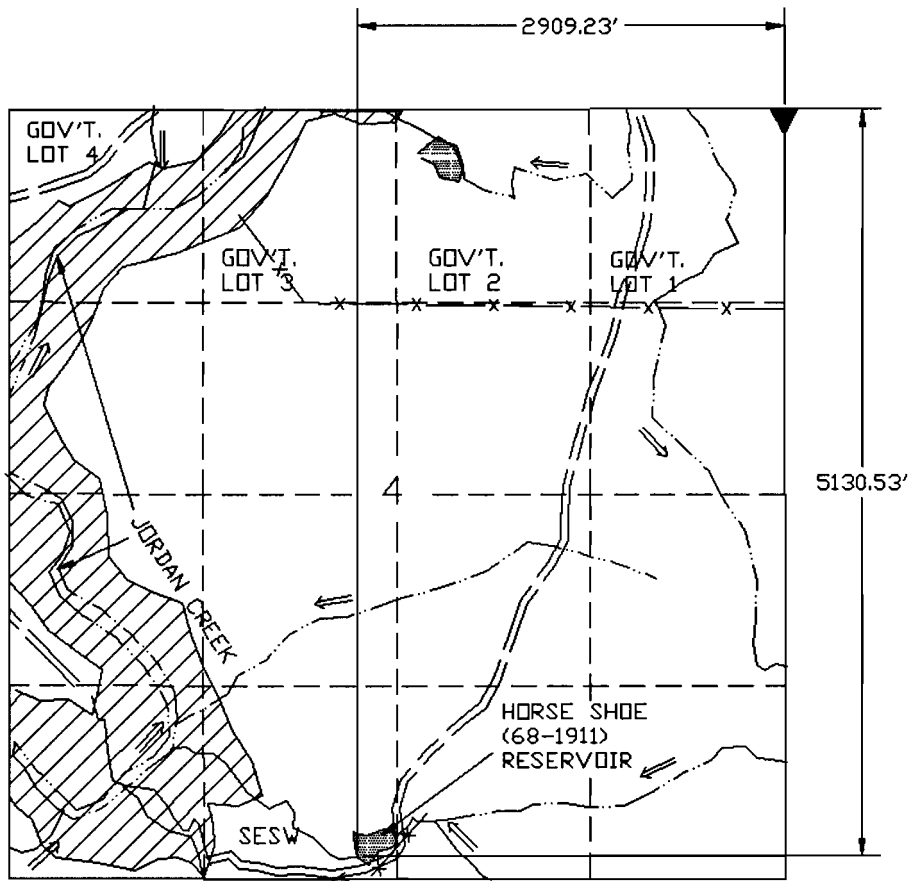 2909.23'
GOV'T.
LOT 4
GOV'T.
LOT 3
GOV'T.
LOT 2
GOV'T.
LOT 1
5130.53'
4
JORDAN CREEK
HORSE SHOE
(68-1911)
RESERVOIR
SESW